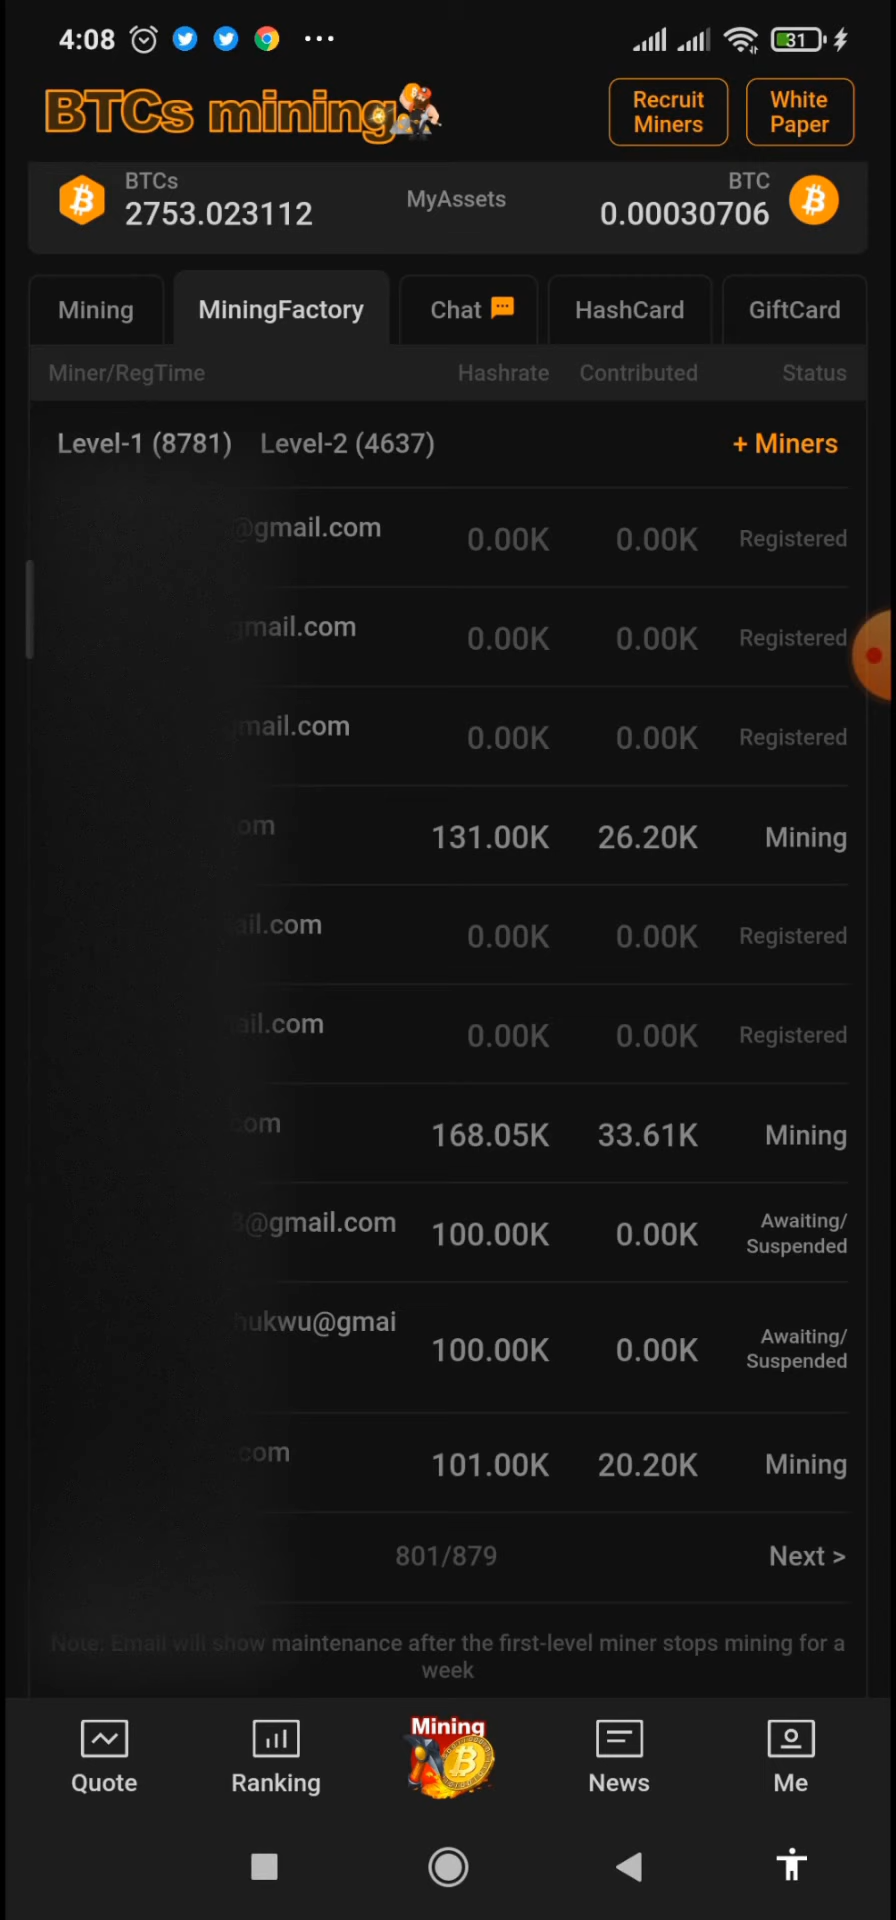 4:08
31
BTCs mining
Recruit Miners
White Paper
BTCs
2753.023112
MyAssets
BTC
0.00030706
Mining
MiningFactory
Chat
HashCard
GiftCard
Miner/RegTime Hashrate Contributed Status
Level-1 (8781) Level-2 (4637) + Miners
@gmail.com 0.00K 0.00K Registered
gmail.com 0.00K 0.00K Registered
mail.com 0.00K 0.00K Registered
om 131.00K 26.20K Mining
ail.com 0.00K 0.00K Registered
ail.com 0.00K 0.00K Registered
com 168.05K 33.61K Mining
3@gmail.com 100.00K 0.00K Awaiting/
Suspended
hukwu@gmai 100.00K 0.00K Awaiting/
Suspended
.com 101.00K 20.20K Mining
801/879 Next >
Note: Email will show maintenance after the first-level miner stops mining for a
week
Mining
Quote
Ranking
News
Me